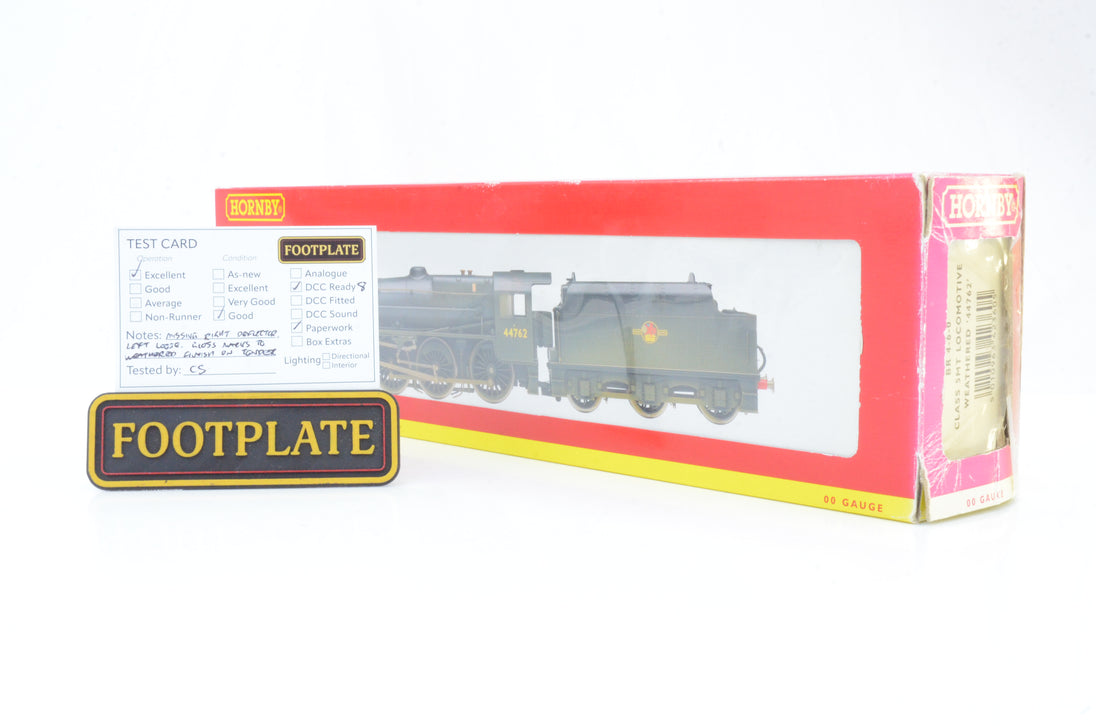 HORNBY®
TEST CARD
FOOTPLATE
Operation
Excellent
Good
Average
Non-Runner
Condition
As-new
Excellent
Very Good
Good
Analogue
DCC Ready 8
DCC Fitted
DCC Sound
Paperwork
Box Extras
Notes: MISSING RIGHT DEFLECTOR.
LEFT LOOSE. GLOSS MARKS TO
WEATHERED FINISH ON TENDER
Lighting
Directional
Interior
Tested by: CS
FOOTPLATE
44762
00 GAUGE
HORNBY®
BR 4-6-0
CLASS 5MT LOCOMOTIVE
WEATHERED '44762'
00 GAUGE